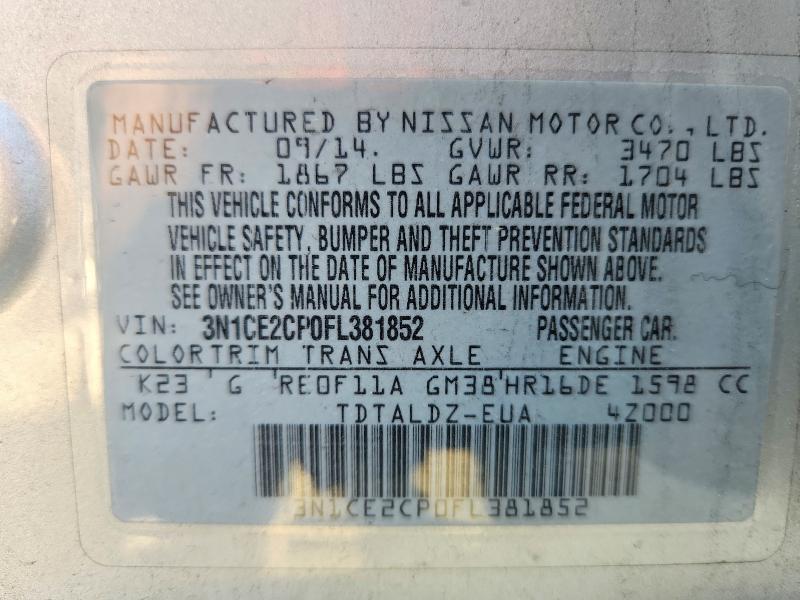 MANUFACTURED BY NISSAN MOTOR CO., LTD.
DATE: 09/14. GVWR: 3470 LBS
GAWR FR: 1867 LBS GAWR RR: 1704 LBS
THIS VEHICLE CONFORMS TO ALL APPLICABLE FEDERAL MOTOR
VEHICLE SAFETY, BUMPER AND THEFT PREVENTION STANDARDS
IN EFFECT ON THE DATE OF MANUFACTURE SHOWN ABOVE.
SEE OWNER'S MANUAL FOR ADDITIONAL INFORMATION.
VIN: 3N1CE2CP0FL381852 PASSENGER CAR.
COLORTRIM TRANS AXLE ENGINE
K23 G RE0F11A GM38 HR16DE 1598 CC
MODEL: TDTALDZ-EUA 4Z000
3N1CE2CP0FL381852